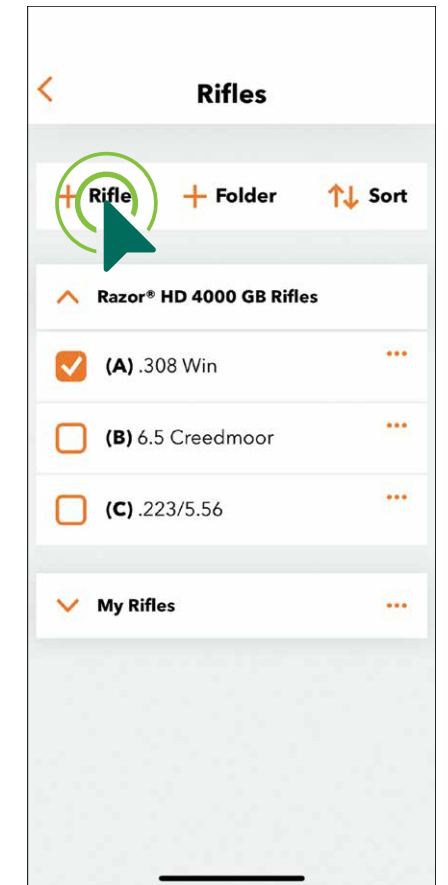 Rifles
Rifle Folder Sort
Razor® HD 4000 GB Rifles
(A) .308 Win
(B) 6.5 Creedmoor
(C) .223/5.56
My Rifles